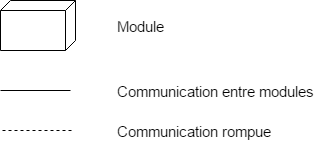 Module
Communication entre modules
Communication rompue